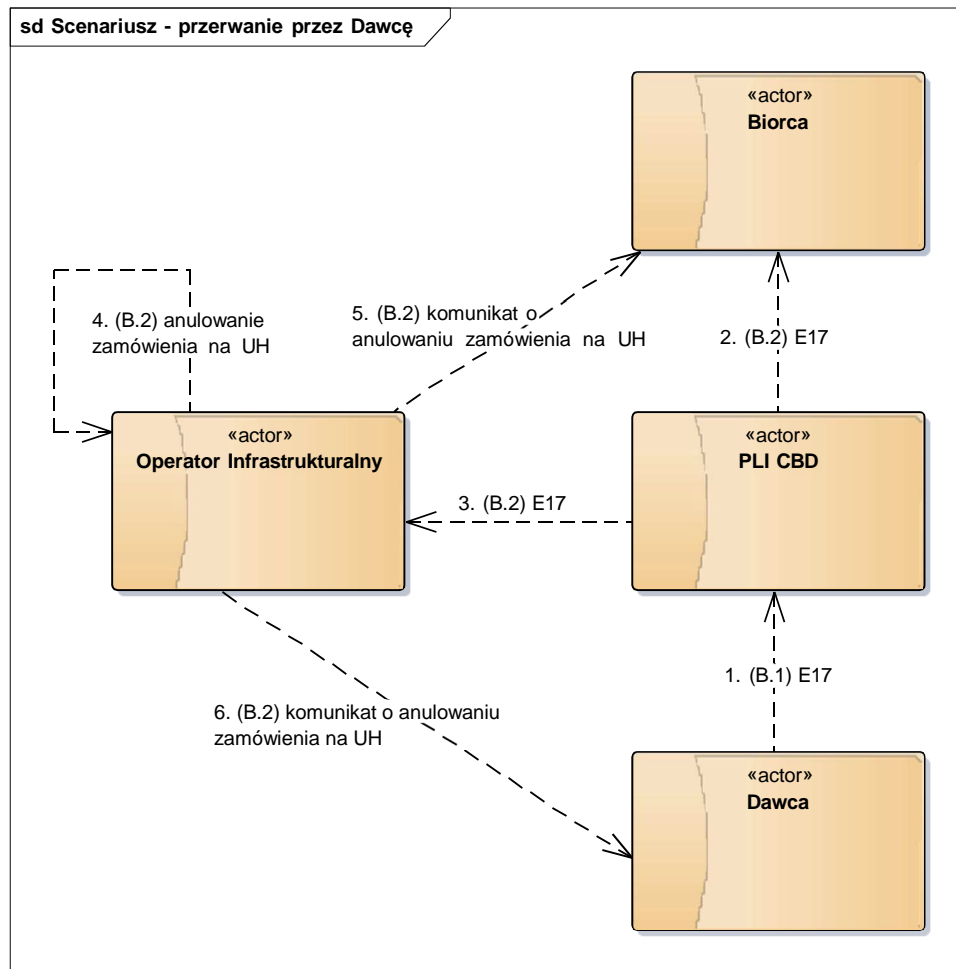 sd Scenariusz - przerwanie przez Dawcę
«actor»
Biorca
4. (B.2) anulowanie
zamówienia na UH
5. (B.2) komunikat o
anulowaniu zamówienia na UH
2. (B.2) E17
«actor»
Operator Infrastrukturalny
«actor»
PLI CBD
3. (B.2) E17
1. (B.1) E17
6. (B.2) komunikat o anulowaniu
zamówienia na UH
«actor»
Dawca